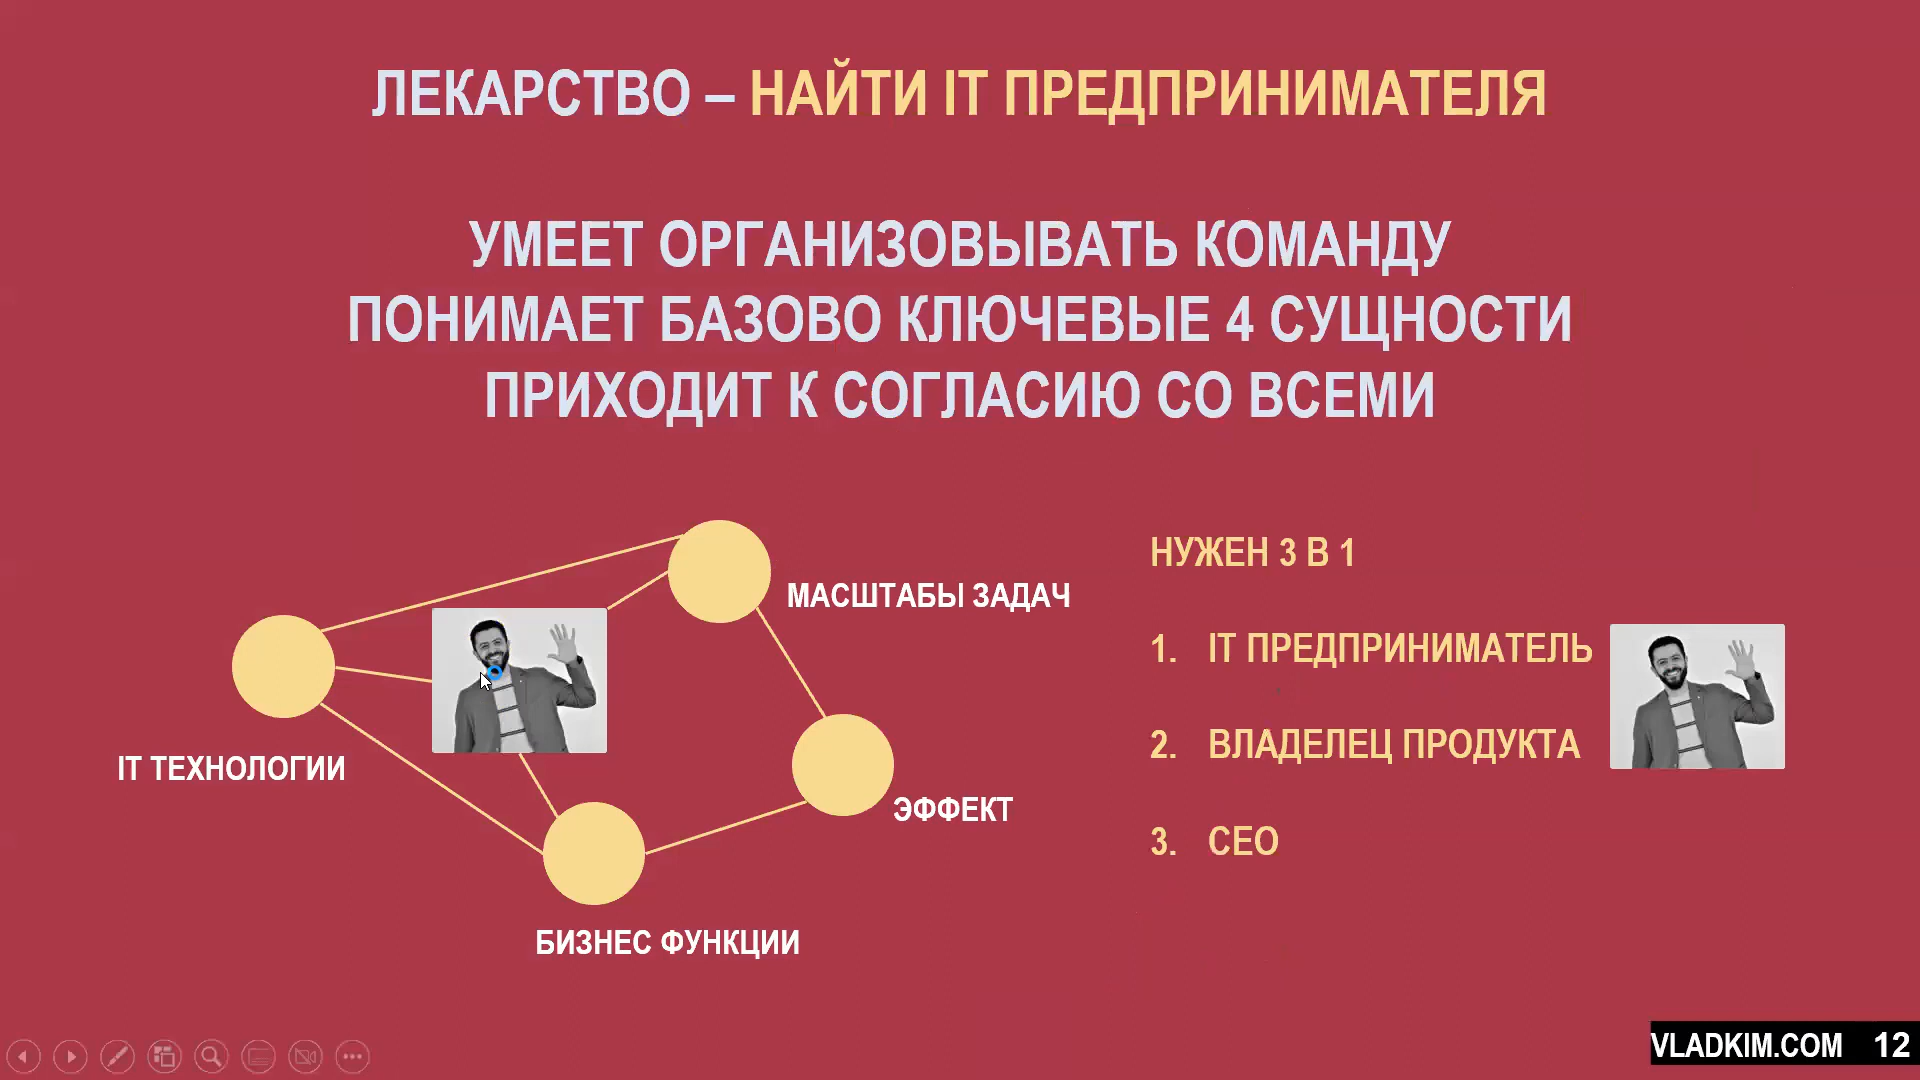 ЛЕКАРСТВО – НАЙТИ IT ПРЕДПРИНИМАТЕЛЯ
УМЕЕТ ОРГАНИЗОВЫВАТЬ КОМАНДУ
ПОНИМАЕТ БАЗОВО КЛЮЧЕВЫЕ 4 СУЩНОСТИ
ПРИХОДИТ К СОГЛАСИЮ СО ВСЕМИ
МАСШТАБЫ ЗАДАЧ
IT ТЕХНОЛОГИИ
ЭФФЕКТ
БИЗНЕС ФУНКЦИИ
НУЖЕН 3 В 1
1. IT ПРЕДПРИНИМАТЕЛЬ
2. ВЛАДЕЛЕЦ ПРОДУКТА
3. CEO
VLADKIM.COM 12